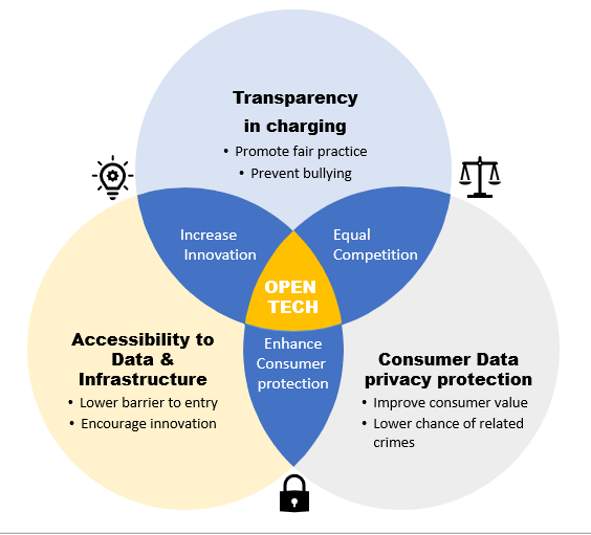 Transparency
in charging
• Promote fair practice
• Prevent bullying
Increase
Innovation
Equal
Competition
OPEN
TECH
Enhance
Consumer
protection
Accessibility to
Data &
Infrastructure
• Lower barrier to entry
• Encourage innovation
Consumer Data
privacy protection
• Improve consumer value
• Lower chance of related
crimes